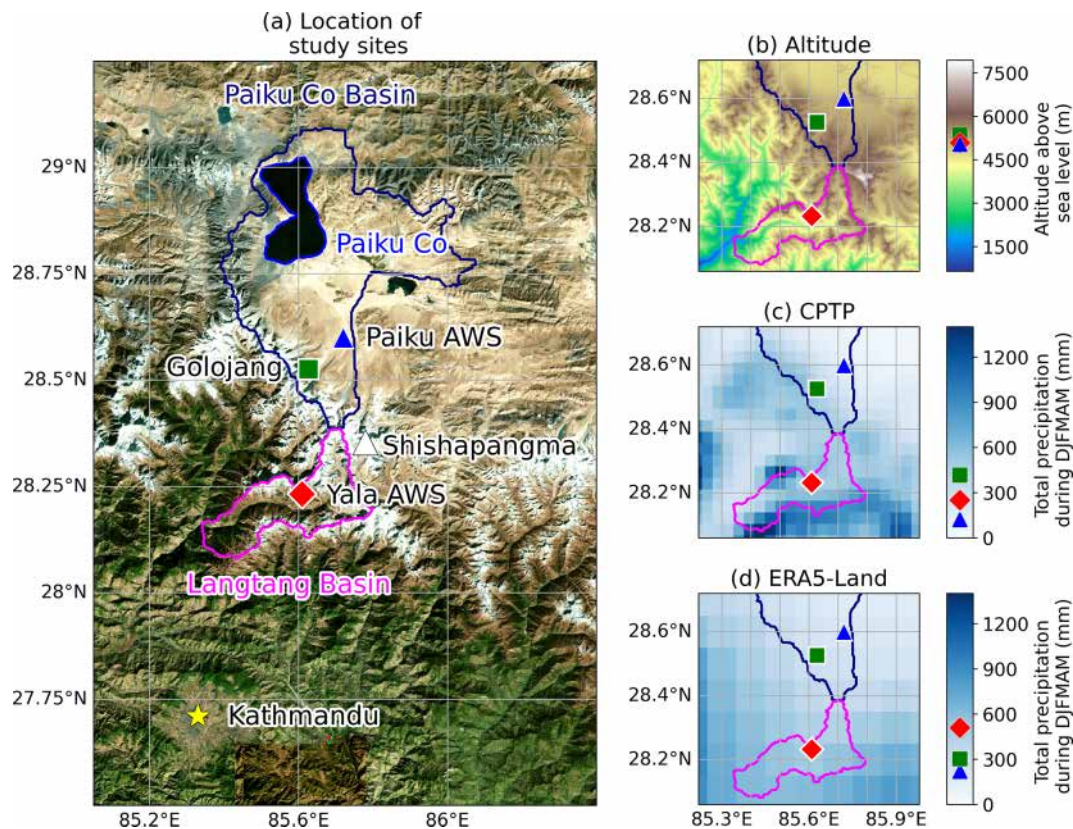 (a) Location of
study sites
Paiku Co Basin
Paiku Co
Paiku AWS
Golojang
Shishapangma
Yala AWS
Langtang Basin
Kathmandu
29°N
28.75°N
28.5°N
28.25°N
28°N
27.75°N
85.2°E
85.6°E
86°E
(b) Altitude
28.6°N
28.4°N
28.2°N
7500
6000
4500
3000
1500
Altitude above
sea level (m)
(c) CPTP
28.6°N
28.4°N
28.2°N
1200
900
600
300
0
Total precipitation
during DJFMAM (mm)
(d) ERA5-Land
28.6°N
28.4°N
28.2°N
85.3°E
85.6°E
85.9°E
1200
900
600
300
0
Total precipitation
during DJFMAM (mm)